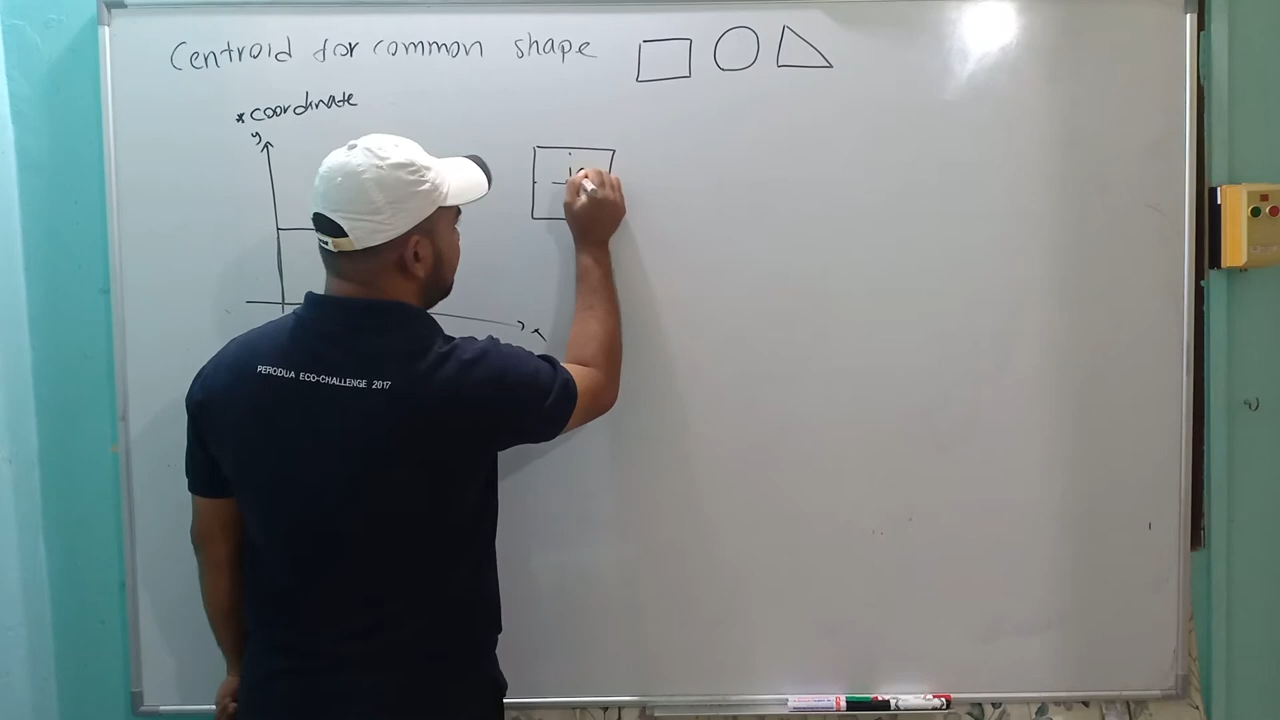 Centroid for common shape
* coordinate
y
x
PERODUA ECO-CHALLENGE 2017